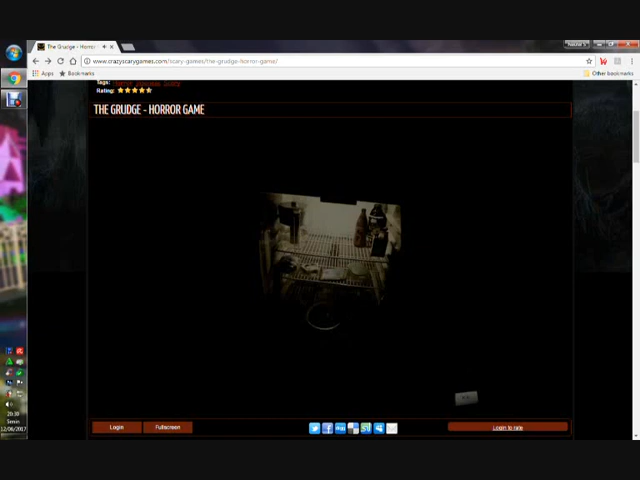 The Grudge - Horror
www.crazyscarygames.com/scary-games/the-grudge-horror-game/
Apps
Bookmarks
Other bookmarks
Tags:
Rating:
THE GRUDGE - HORROR GAME
Login
Fullscreen
Login to rate
20:30
12/06/2017